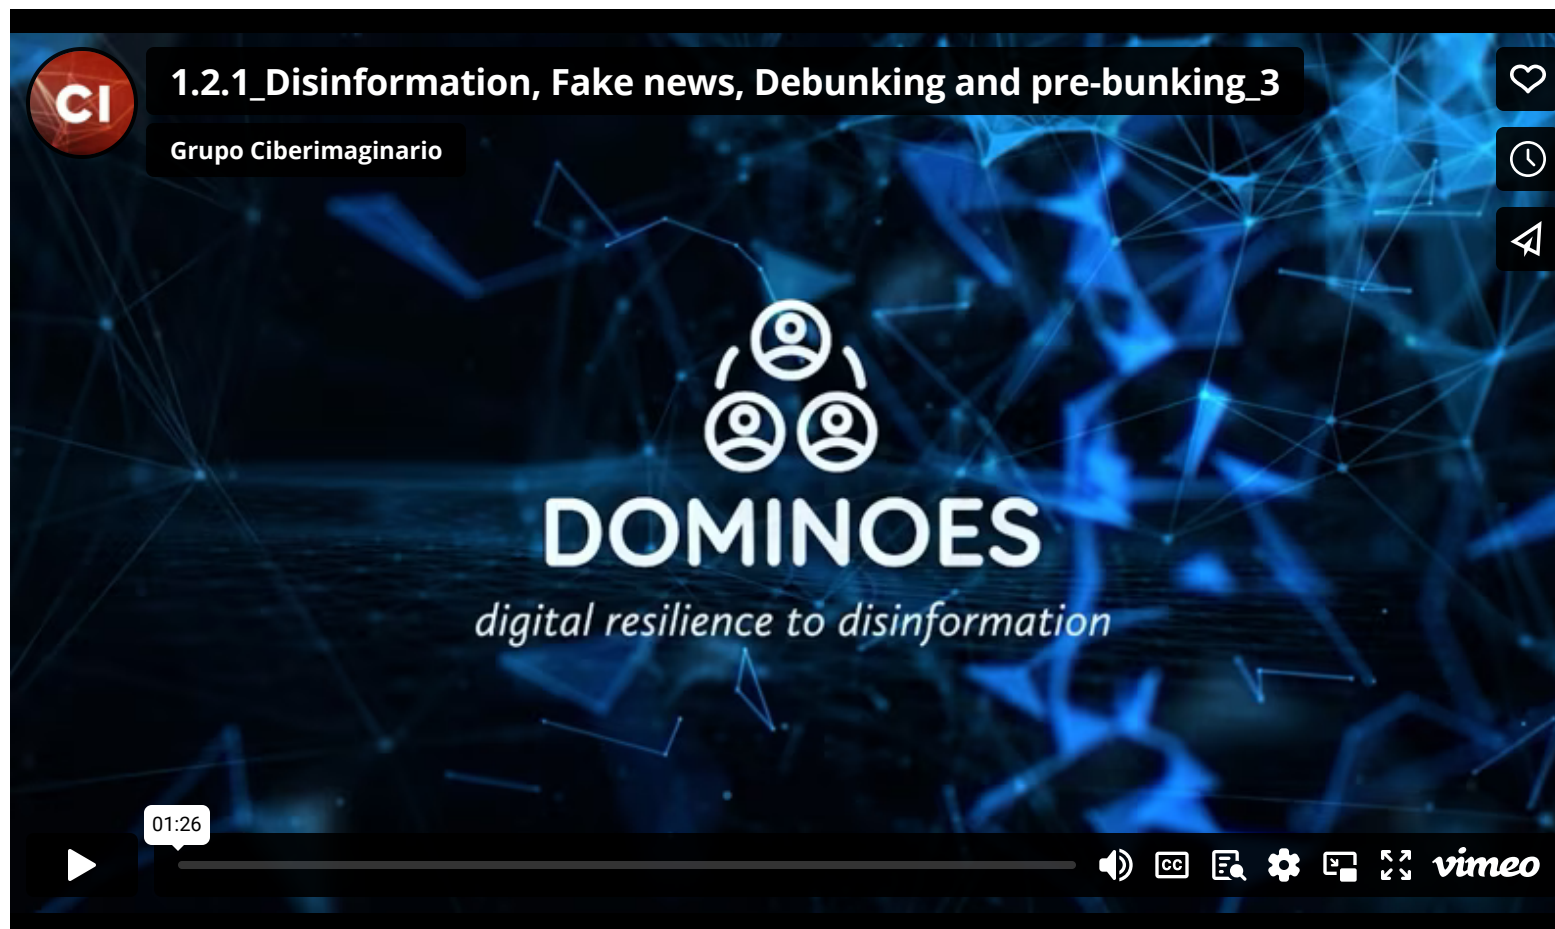 CI
1.2.1_Disinformation, Fake news, Debunking and pre-bunking_3
Grupo Ciberimaginario
DOMINOES
digital resilience to disinformation
01:26
CC
vimeo